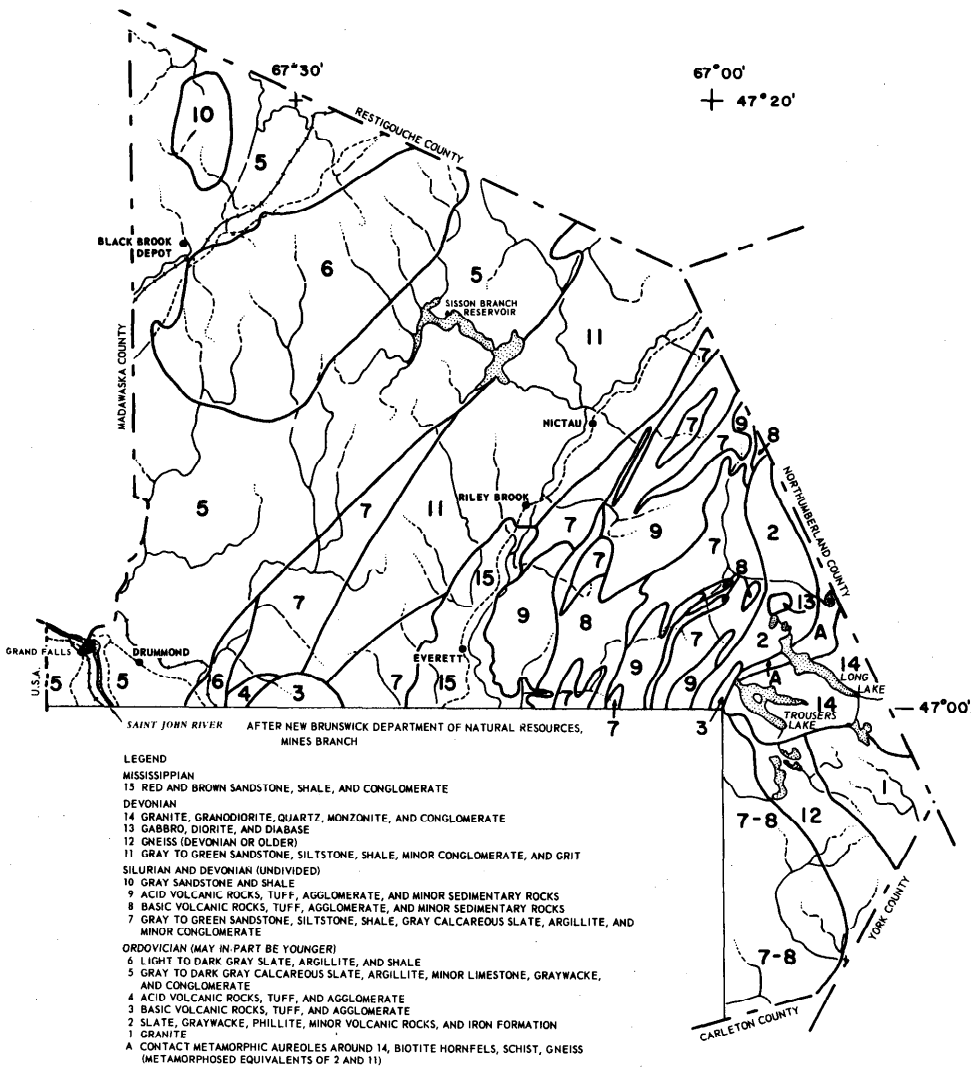 67°30'
67°00'
47°20'
10
RESTIGOUCHE COUNTY
5
BLACK BROOK
DEPOT
6
5
SISSON BRANCH
RESERVOIR
11
MADAWASKA COUNTY
7
NICTAU
7
7
9
8
RILEY BROOK
NORTHUMBERLAND COUNTY
5
7
11
7
9
7
2
7
15
8
7
9
8
13
7
2
A
GRAND FALLS
DRUMMOND
EVERETT
9
14
LONG
LAKE
A
U.S.A.
5
5
6
4
3
7
15
7
9
14
TROUSERS
LAKE
47°00'
7
3
SAINT JOHN RIVER
AFTER NEW BRUNSWICK DEPARTMENT OF NATURAL RESOURCES,
MINES BRANCH
1
7-8
12
YORK COUNTY
7-8
CARLETON COUNTY
LEGEND
MISSISSIPPIAN
15 RED AND BROWN SANDSTONE, SHALE, AND CONGLOMERATE
DEVONIAN
14 GRANITE, GRANODIORITE, QUARTZ, MONZONITE, AND CONGLOMERATE
13 GABBRO, DIORITE, AND DIABASE
12 GNEISS (DEVONIAN OR OLDER)
11 GRAY TO GREEN SANDSTONE, SILTSTONE, SHALE, MINOR CONGLOMERATE, AND GRIT
SILURIAN AND DEVONIAN (UNDIVIDED)
10 GRAY SANDSTONE AND SHALE
9 ACID VOLCANIC ROCKS, TUFF, AGGLOMERATE, AND MINOR SEDIMENTARY ROCKS
8 BASIC VOLCANIC ROCKS, TUFF, AGGLOMERATE, AND MINOR SEDIMENTARY ROCKS
7 GRAY TO GREEN SANDSTONE, SILTSTONE, SHALE, GRAY CALCAREOUS SLATE, ARGILLITE, AND
MINOR CONGLOMERATE
ORDOVICIAN (MAY IN-PART BE YOUNGER)
6 LIGHT TO DARK GRAY SLATE, ARGILLITE, AND SHALE
5 GRAY TO DARK GRAY CALCAREOUS SLATE, ARGILLITE, MINOR LIMESTONE, GRAYWACKE,
AND CONGLOMERATE
4 ACID VOLCANIC ROCKS, TUFF, AND AGGLOMERATE
3 BASIC VOLCANIC ROCKS, TUFF, AND AGGLOMERATE
2 SLATE, GRAYWACKE, PHYLLITE, MINOR VOLCANIC ROCKS, AND IRON FORMATION
1 GRANITE
A CONTACT METAMORPHIC AUREOLES AROUND 14, BIOTITE HORNFELS, SCHIST, GNEISS
(METAMORPHOSED EQUIVALENTS OF 2 AND 11)